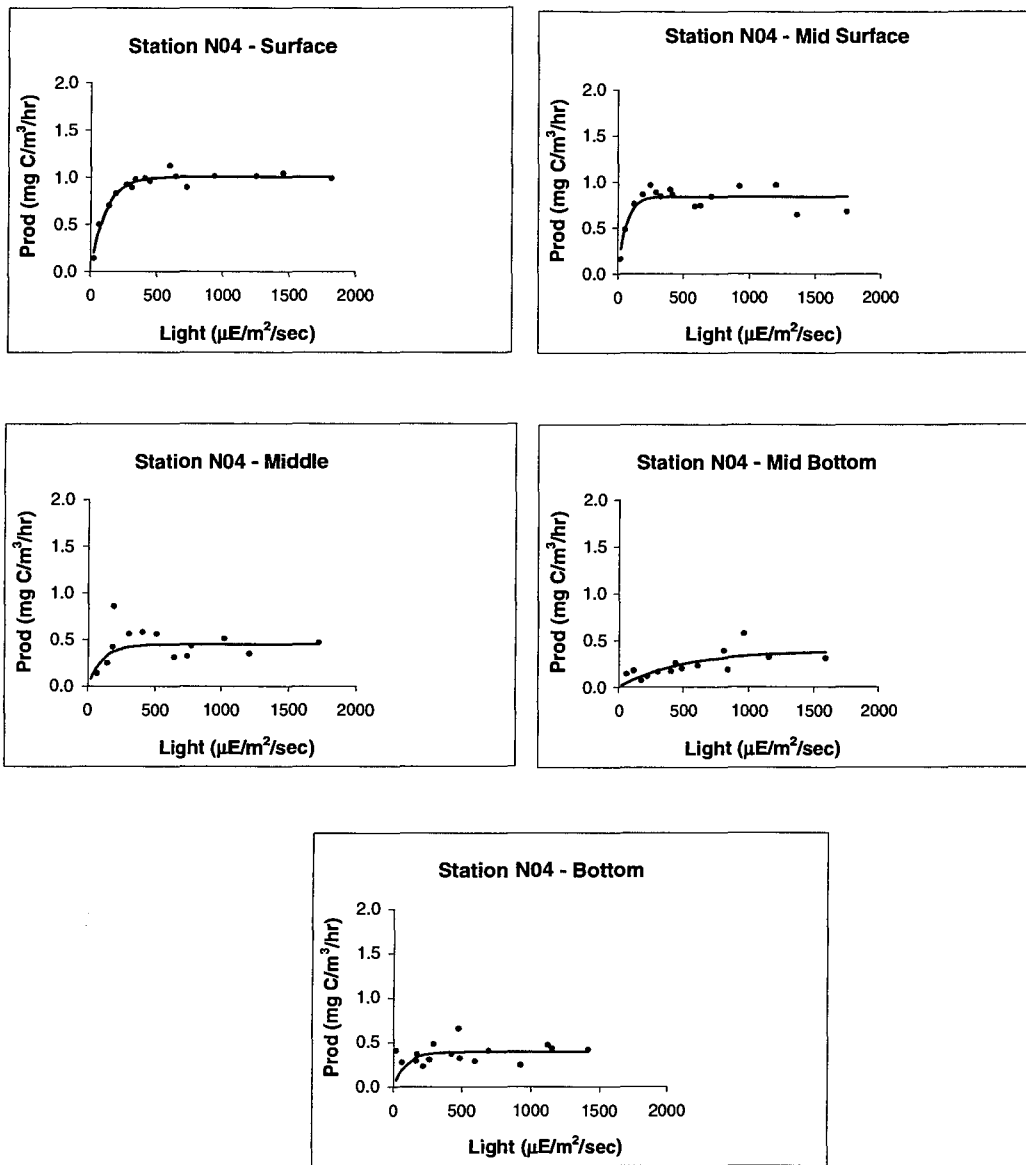 Station N04 - Surface
Prod (mg C/m³/hr)
2.0
1.5
1.0
0.5
0.0
0 500 1000 1500 2000
Light (µE/m²/sec)
Station N04 - Mid Surface
Prod (mg C/m³/hr)
2.0
1.5
1.0
0.5
0.0
0 500 1000 1500 2000
Light (µE/m²/sec)
Station N04 - Middle
Prod (mg C/m³/hr)
2.0
1.5
1.0
0.5
0.0
0 500 1000 1500 2000
Light (µE/m²/sec)
Station N04 - Mid Bottom
Prod (mg C/m³/hr)
2.0
1.5
1.0
0.5
0.0
0 500 1000 1500 2000
Light (µE/m²/sec)
Station N04 - Bottom
Prod (mg C/m³/hr)
2.0
1.5
1.0
0.5
0.0
0 500 1000 1500 2000
Light (µE/m²/sec)